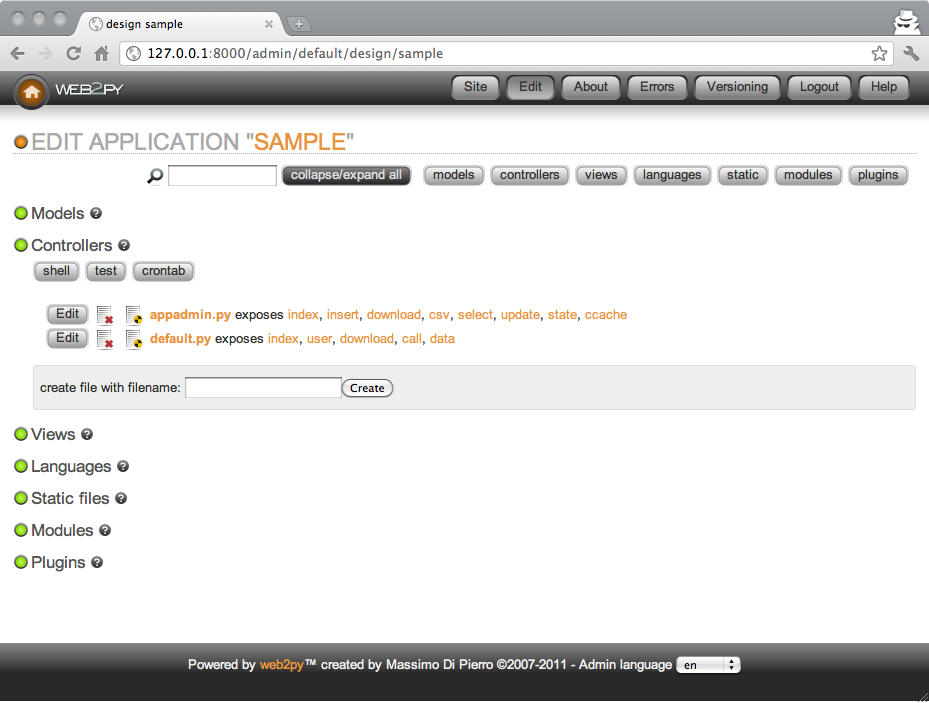 design sample
127.0.0.1:8000/admin/default/design/sample
WEB2PY Site Edit About Errors Versioning Logout Help
EDIT APPLICATION "SAMPLE"
collapse/expand all models controllers views languages static modules plugins
Models ?
Controllers ?
shell test crontab
Edit appadmin.py exposes index, insert, download, csv, select, update, state, ccache
Edit default.py exposes index, user, download, call, data
create file with filename: Create
Views ?
Languages ?
Static files ?
Modules ?
Plugins ?
Powered by web2py™ created by Massimo Di Pierro ©2007-2011 - Admin language en